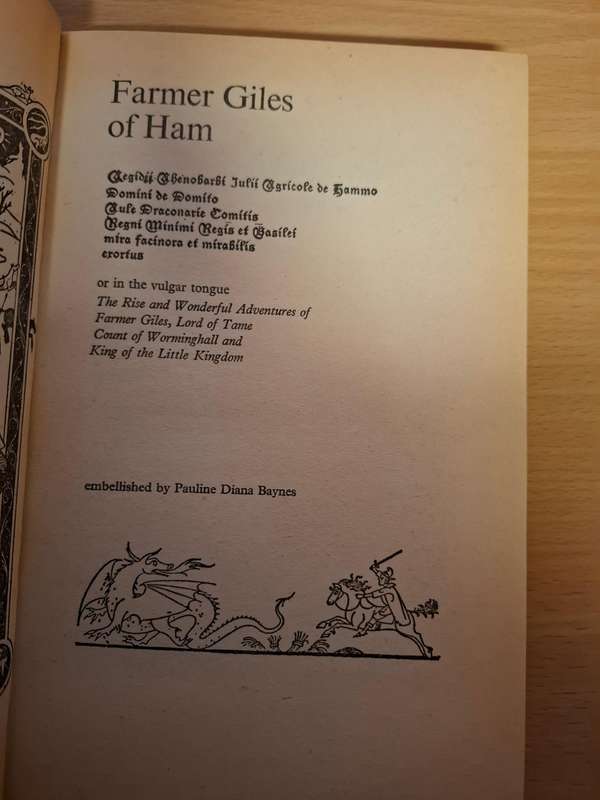 Farmer Giles
of Ham
Aegidii Ahenobarbi Julii Agricole de Hammo
Domini de Domito
Aule Draconarie Comitis
Regni Minimi Regis et Basilei
mira facinora et mirabilis
exortus
or in the vulgar tongue
The Rise and Wonderful Adventures of
Farmer Giles, Lord of Tame
Count of Worminghall and
King of the Little Kingdom
embellished by Pauline Diana Baynes